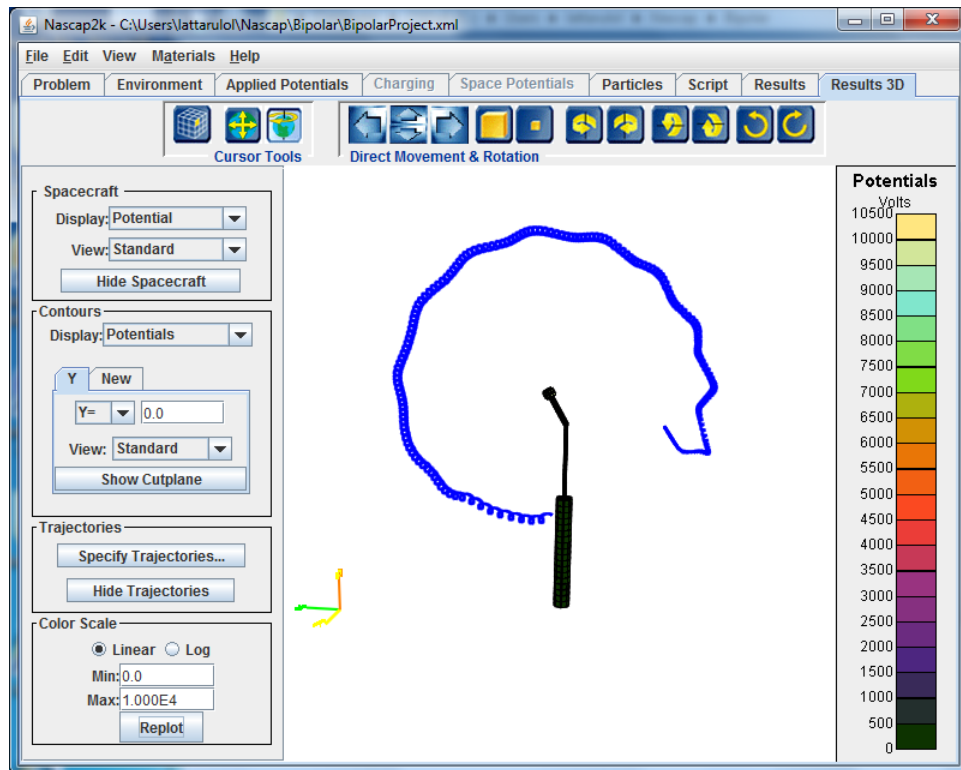 Nascap2k - C:\Users\lattarulol\Nascap\Bipolar\BipolarProject.xml
File Edit View Materials Help
Problem Environment Applied Potentials Charging Space Potentials Particles Script Results Results 3D
Cursor Tools Direct Movement & Rotation
Spacecraft
Display: Potential
View: Standard
Hide Spacecraft
Contours
Display: Potentials
Y New
Y= 0.0
View: Standard
Show Cutplane
Trajectories
Specify Trajectories...
Hide Trajectories
Color Scale
Linear Log
Min: 0.0
Max: 1.000E4
Replot
Potentials
Volts
10500
10000
9500
9000
8500
8000
7500
7000
6500
6000
5500
5000
4500
4000
3500
3000
2500
2000
1500
1000
500
0